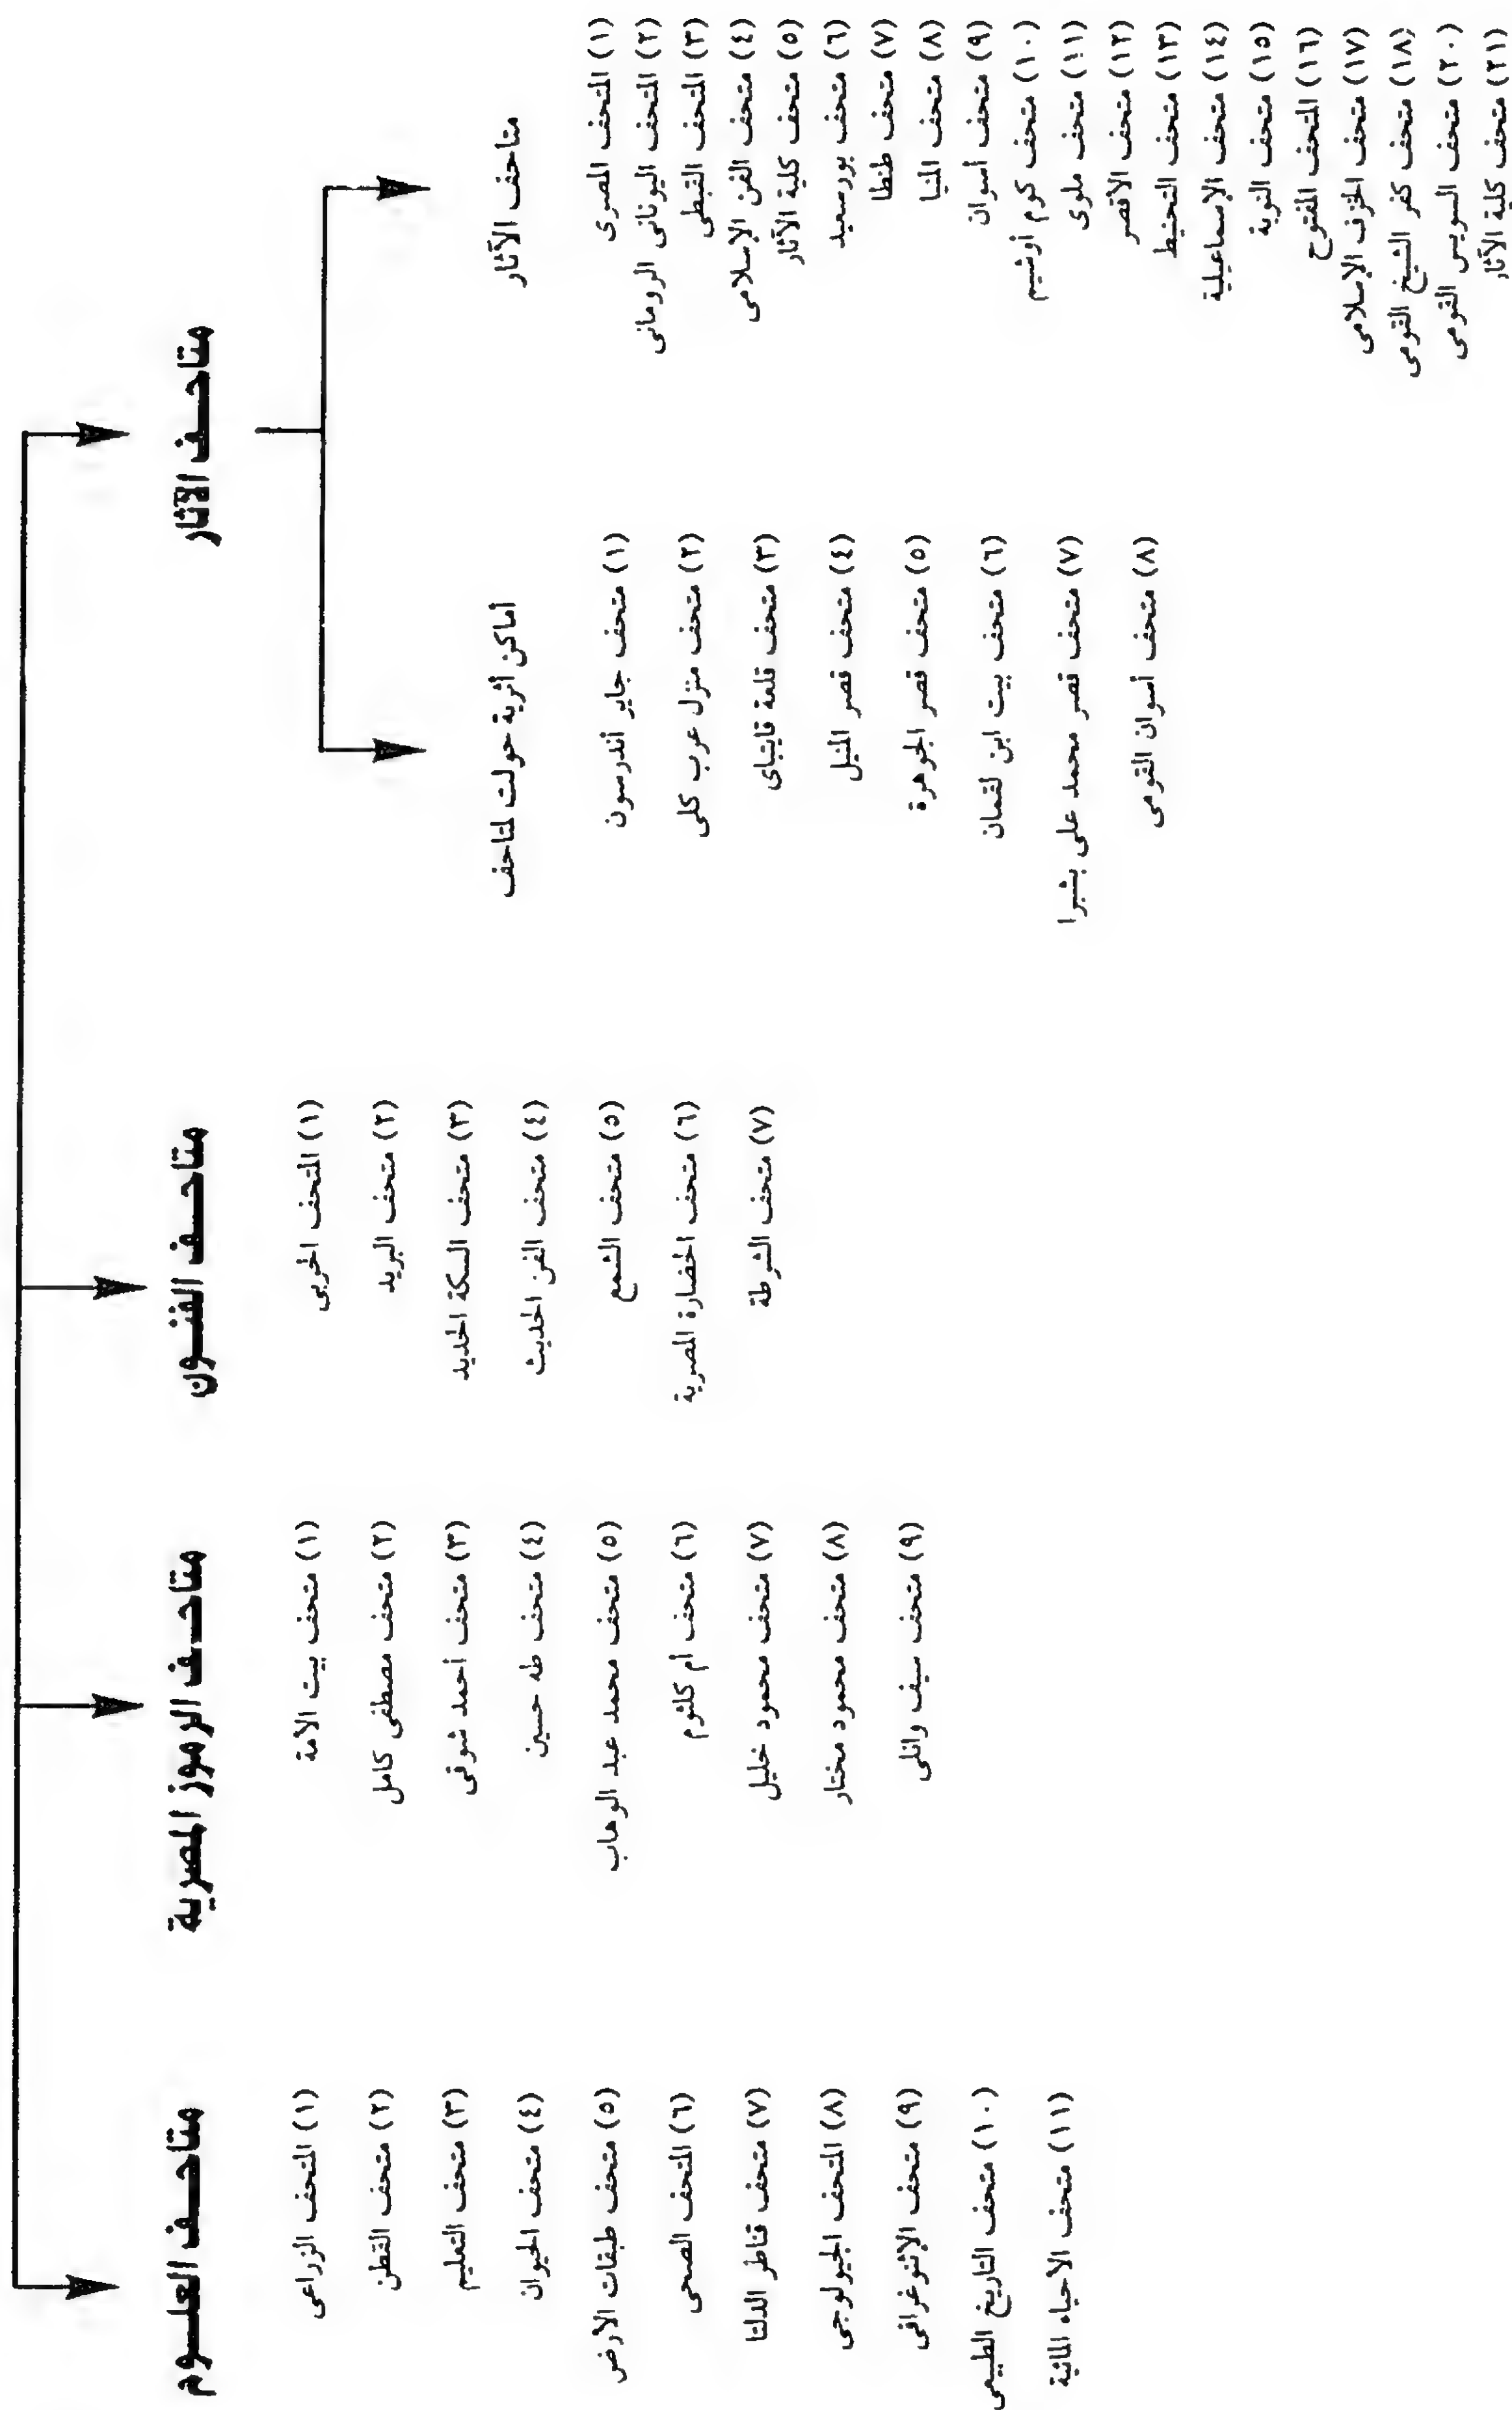 متاحف الآثار
متاحف الآثار
(١) المتحف المصرى
(٢) المتحف اليونانى الرومانى
(٣) المتحف القبطى
(٤) متحف الفن الإسلامى
(٥) متحف كلية الآثار
(٦) متحف بورسعيد
(٧) متحف طنطا
(٨) متحف المنيا
(٩) متحف أسوان
(١٠) متحف كوم أوشيم
(١١) متحف ملوى
(١٢) متحف الأقصر
(١٣) متحف التحنيط
(١٤) متحف الإسماعيلية
(١٥) متحف النوبة
(١٦) المتحف المفتوح
(١٧) متحف الخزف الإسلامى
(١٨) متحف كفر الشيخ القومى
(٢٠) متحف السويس القومى
(٢١) متحف كلية الآثار
أماكن أثرية حولت لمتاحف
(١) متحف جاير أندرسون
(٢) متحف منزل عرب كلى
(٣) متحف قلعة قايتباى
(٤) متحف قصر المنيل
(٥) متحف قصر الجوهرة
(٦) متحف بيت ابن لقمان
(٧) متحف قصر محمد على بشبرا
(٨) متحف أسوان القومى
متاحف الفنون
(١) المتحف الحربى
(٢) متحف البريد
(٣) متحف السكة الحديد
(٤) متحف الفن الحديث
(٥) متحف الشمع
(٦) متحف الحضارة المصرية
(٧) متحف الشرطة
متاحف الرموز المصرية
(١) متحف بيت الأمة
(٢) متحف مصطفى كامل
(٣) متحف أحمد شوقى
(٤) متحف طه حسين
(٥) متحف محمد عبد الوهاب
(٦) متحف أم كلثوم
(٧) متحف محمود خليل
(٨) متحف محمود مختار
(٩) متحف سيف وانلى
متاحف العلوم
(١) المتحف الزراعى
(٢) متحف القطن
(٣) متحف التعليم
(٤) متحف الحيوان
(٥) متحف طبقات الأرض
(٦) المتحف الصحى
(٧) متحف قناطر الدلتا
(٨) المتحف الجيولوجى
(٩) متحف الإثنوغرافى
(١٠) متحف التاريخ الطبيعى
(١١) متحف الأحياء المائية